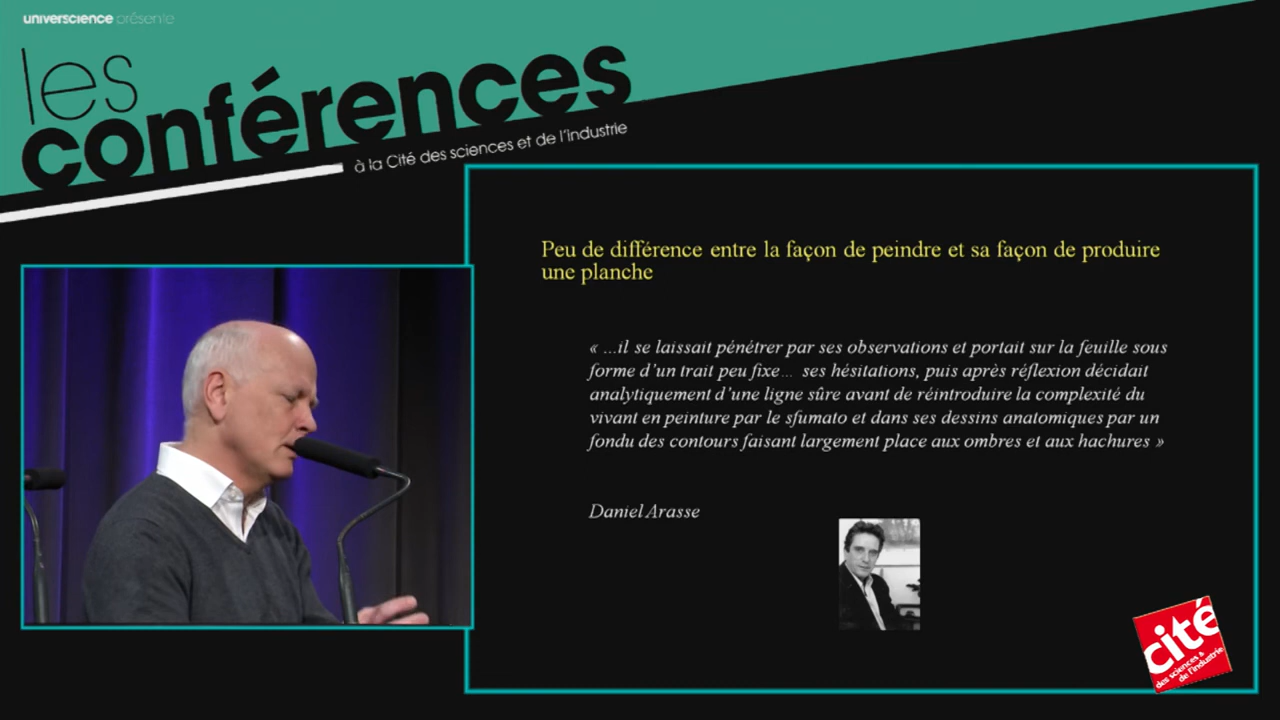 universcience présente
les
conférences
à la Cité des sciences et de l'industrie
Peu de différence entre la façon de peindre et sa façon de produire
une planche
« ...il se laissait pénétrer par ses observations et portait sur la feuille sous
forme d'un trait peu fixe... ses hésitations, puis après réflexion décidait
analytiquement d'une ligne sûre avant de réintroduire la complexité du
vivant en peinture par le sfumato et dans ses dessins anatomiques par un
fondu des contours faisant largement place aux ombres et aux hachures »
Daniel Arasse
cité
des sciences &
de l'industrie